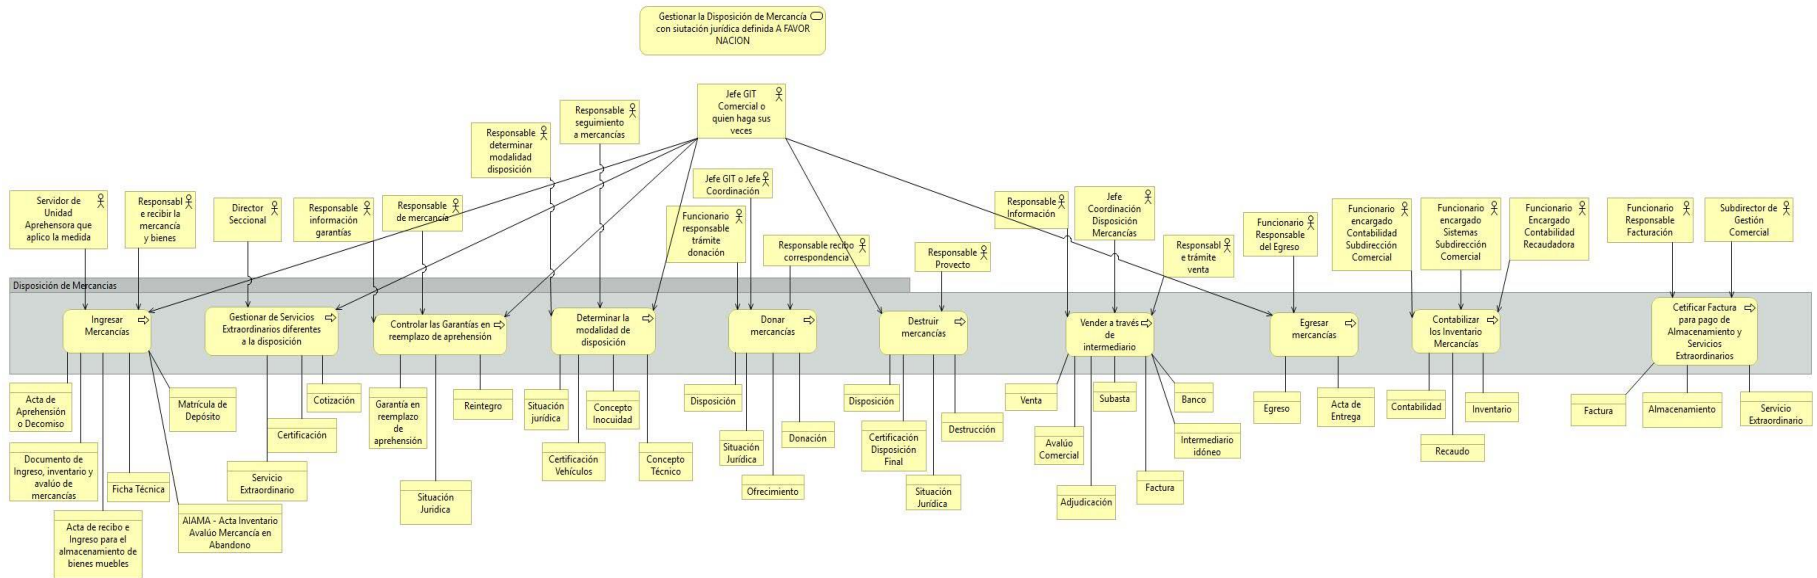 Gestionar la Disposición de Mercancía
con siutación jurídica definida A FAVOR
NACION
Jefe GIT
Comercial o
quien haga sus
veces
Responsable
seguimiento
a mercancías
Responsable
determinar
modalidad
disposición
Jefe GIT o Jefe
Coordinación
Servidor de
Unidad
Aprehensora que
aplico la medida
Responsabl
e recibir la
mercancía
y bienes
Director
Seccional
Responsable
información
garantías
Responsable
de mercancía
Funcionario
responsable
trámite
donación
Responsable recibo
correspondencia
Responsable
Proyecto
Responsable
Información
Jefe
Coordinación
Disposición
Mercancías
Responsabl
e trámite
venta
Funcionario
Responsable
del Egreso
Funcionario
encargado
Contabilidad
Subdirección
Comercial
Funcionario
encargado
Sistemas
Subdirección
Comercial
Funcionario
Encargado
Contabilidad
Recaudadora
Funcionario
Responsable
Facturación
Subdirector de
Gestión
Comercial
Disposición de Mercancias
Ingresar
Mercancías
Gestionar de Servicios
Extraordinarios diferentes
a la disposición
Controlar las Garantías en
reemplazo de aprehensión
Determinar la
modalidad de
disposición
Donar
mercancías
Destruir
mercancías
Vender a través
de
intermediario
Egresar
mercancías
Contabilizar
los Inventario
Mercancías
Cetificar Factura
para pago de
Almacenamiento y
Servicios
Extraordinarios
Acta de
Aprehensión
o Decomiso
Documento de
Ingreso, inventario y
avalúo de
mercancías
Acta de recibo e
Ingreso para el
almacenamiento de
bienes muebles
Ficha Técnica
AIAMA - Acta Inventario
Avalúo Mercancía en
Abandono
Matrícula de
Depósito
Servicio
Extraordinario
Certificación
Cotización
Garantía en
reemplazo
de
aprehensión
Situación
Juridica
Reintegro
Situación
jurídica
Certificación
Vehículos
Concepto
Inocuidad
Concepto
Técnico
Disposición
Situación
Jurídica
Ofrecimiento
Donación
Disposición
Certificación
Disposición
Final
Situación
Jurídica
Destrucción
Venta
Avalúo
Comercial
Adjudicación
Subasta
Factura
Banco
Intermediario
idóneo
Egreso
Acta de
Entrega
Contabilidad
Recaudo
Inventario
Factura
Almacenamiento
Servicio
Extraordinario